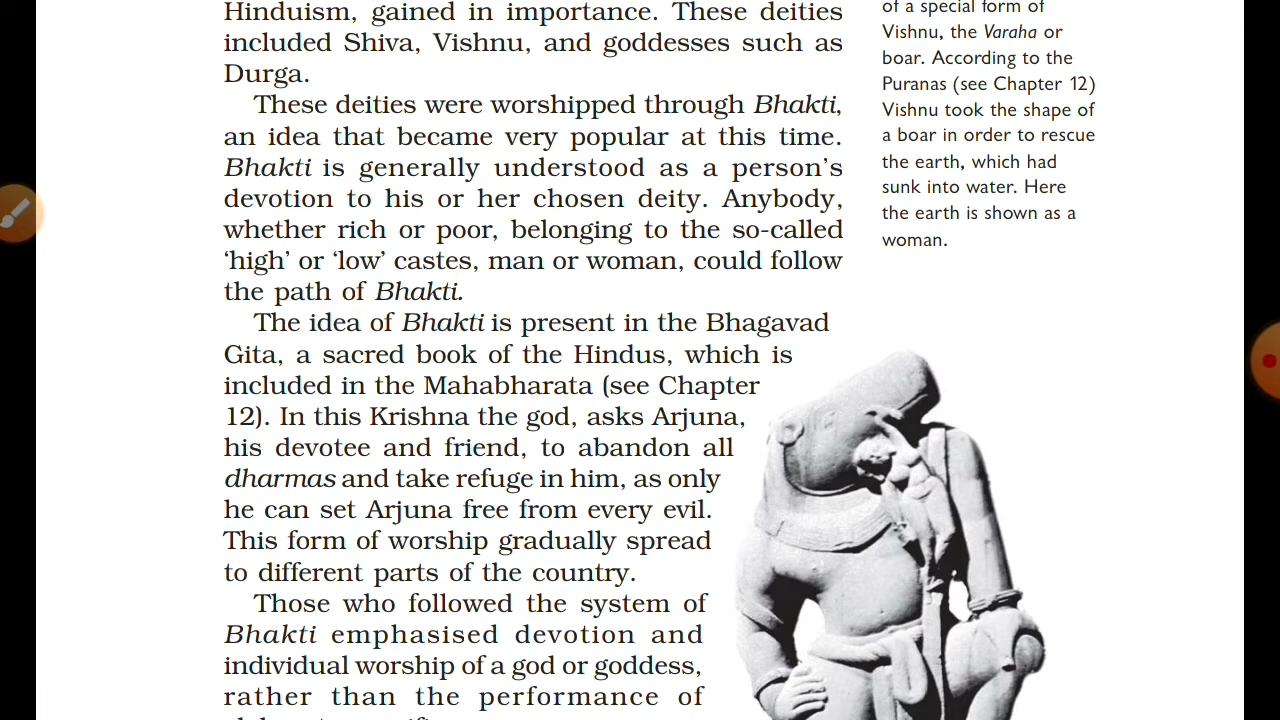 Hinduism, gained in importance. These deities
included Shiva, Vishnu, and goddesses such as
Durga.
These deities were worshipped through Bhakti,
an idea that became very popular at this time.
Bhakti is generally understood as a person’s
devotion to his or her chosen deity. Anybody,
whether rich or poor, belonging to the so-called
‘high’ or ‘low’ castes, man or woman, could follow
the path of Bhakti.
The idea of Bhakti is present in the Bhagavad
Gita, a sacred book of the Hindus, which is
included in the Mahabharata (see Chapter
12). In this Krishna the god, asks Arjuna,
his devotee and friend, to abandon all
dharmas and take refuge in him, as only
he can set Arjuna free from every evil.
This form of worship gradually spread
to different parts of the country.
Those who followed the system of
Bhakti emphasised devotion and
individual worship of a god or goddess,
rather than the performance of
of a special form of
Vishnu, the Varaha or
boar. According to the
Puranas (see Chapter 12)
Vishnu took the shape of
a boar in order to rescue
the earth, which had
sunk into water. Here
the earth is shown as a
woman.